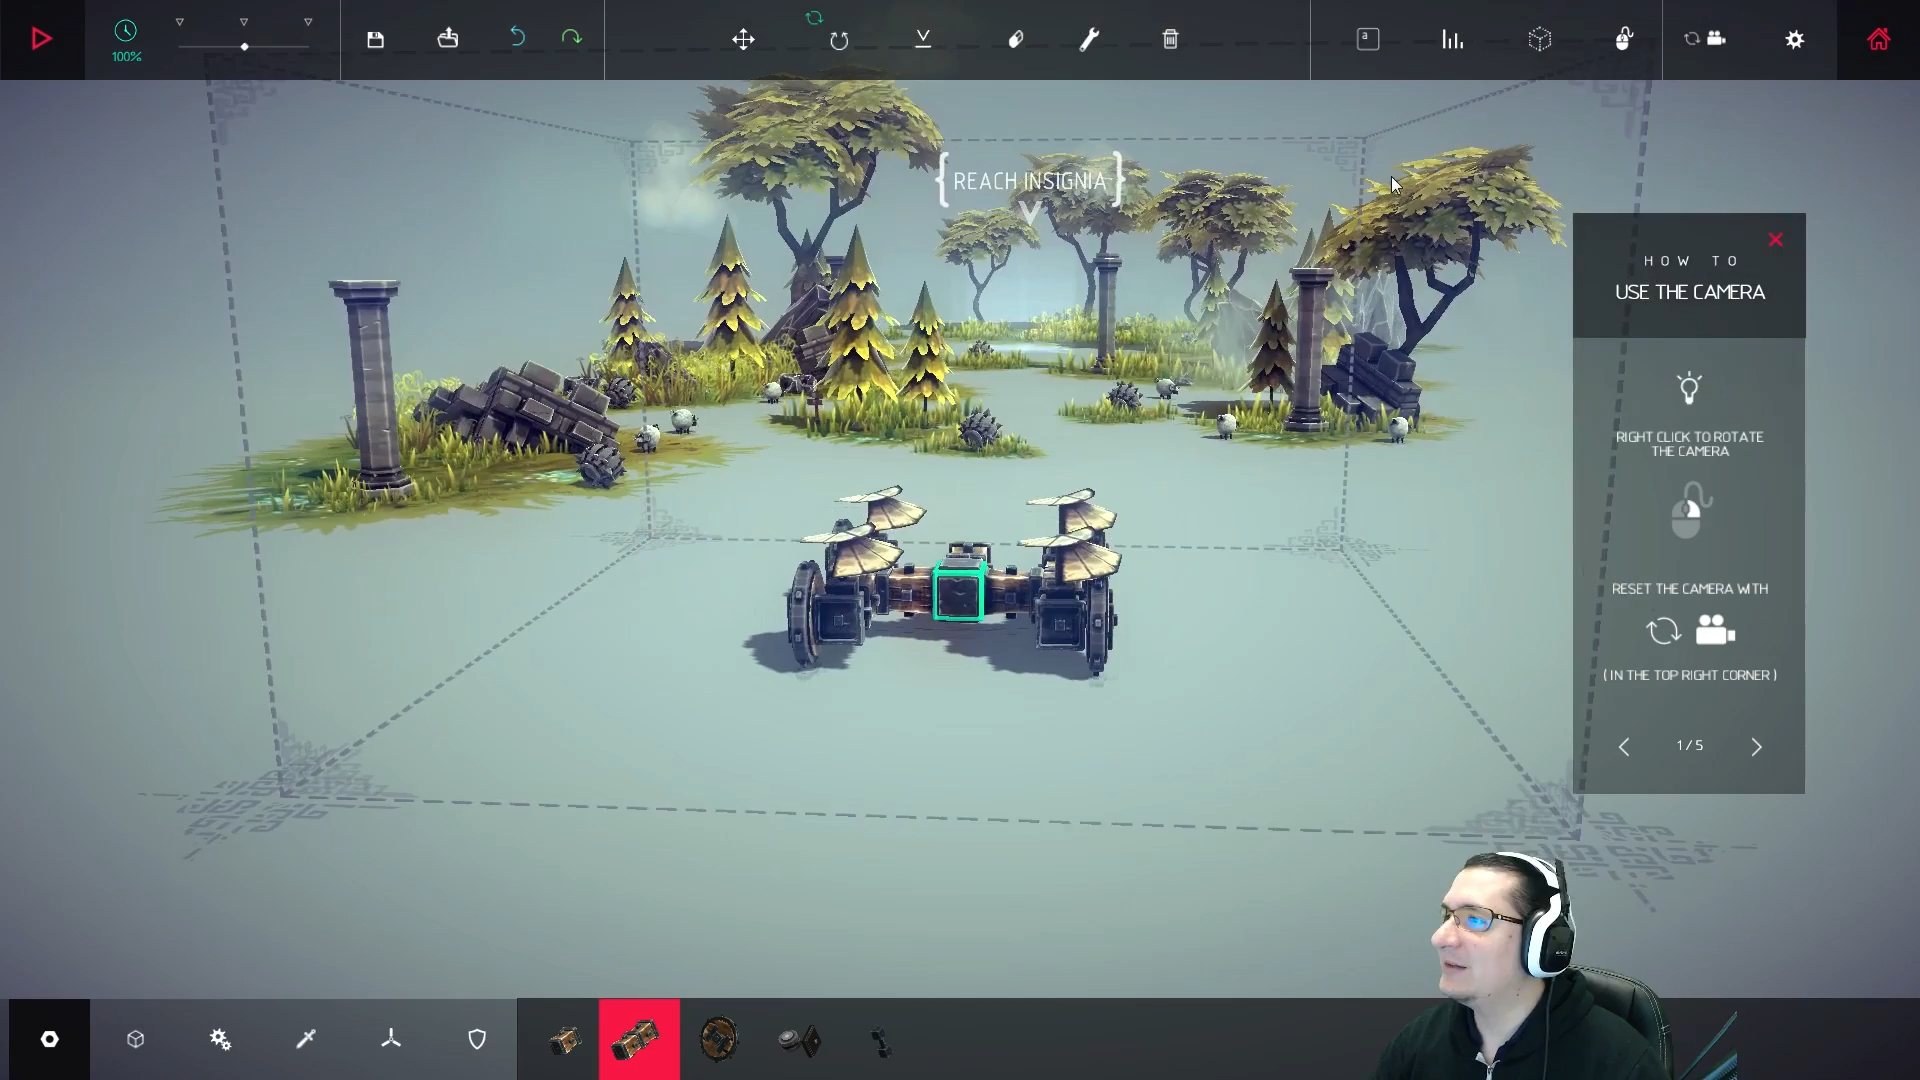 100%
a
REACH INSIGNIA
HOW TO
USE THE CAMERA
RIGHT CLICK TO ROTATE
THE CAMERA
RESET THE CAMERA WITH
( IN THE TOP RIGHT CORNER )
1/5